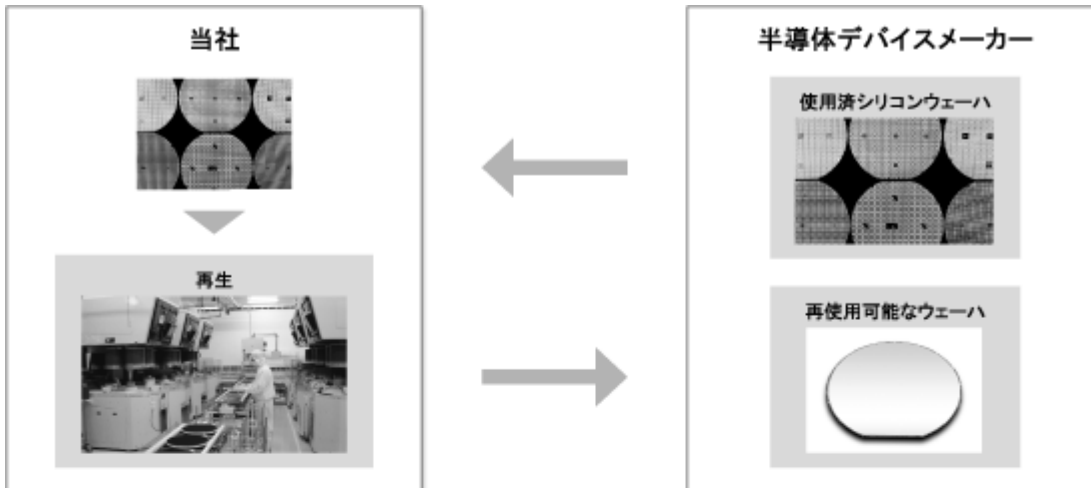 当社
再生
半導体デバイスメーカー
使用済シリコンウェーハ
再使用可能なウェーハ